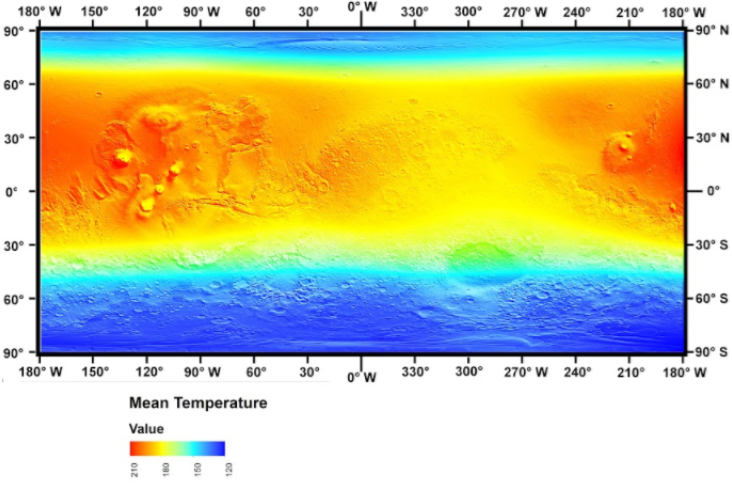 180° W 150° 120° 90° W 60° 30° 0° W 330° 300° 270° W 240° 210° 180° W
90° 90° N
60° 60° N
30° 30° N
0° 0°
30° 30° S
60° 60° S
90° 90° S
180° W 150° 120° W 90° W 60° 30° 0° W 330° 300° 270° W 240° 210° 180° W
Mean Temperature
Value
210 180 150 120